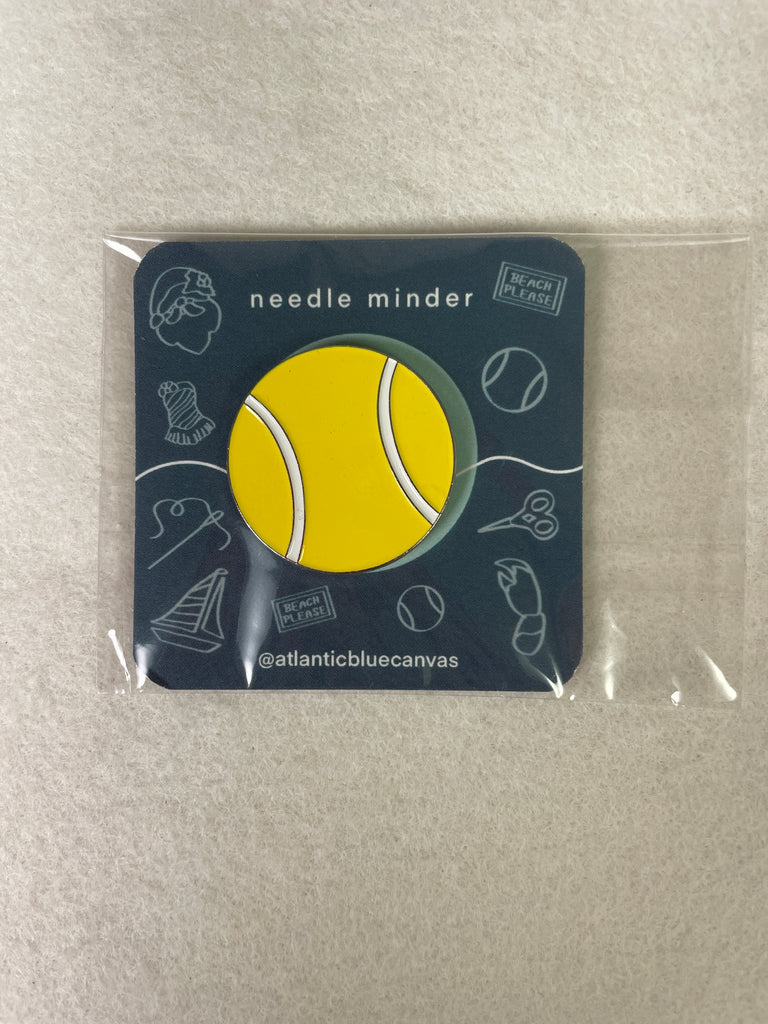 needle minder
BEACH
PLEASE
BEACH
PLEASE
@atlanticbluecanvas